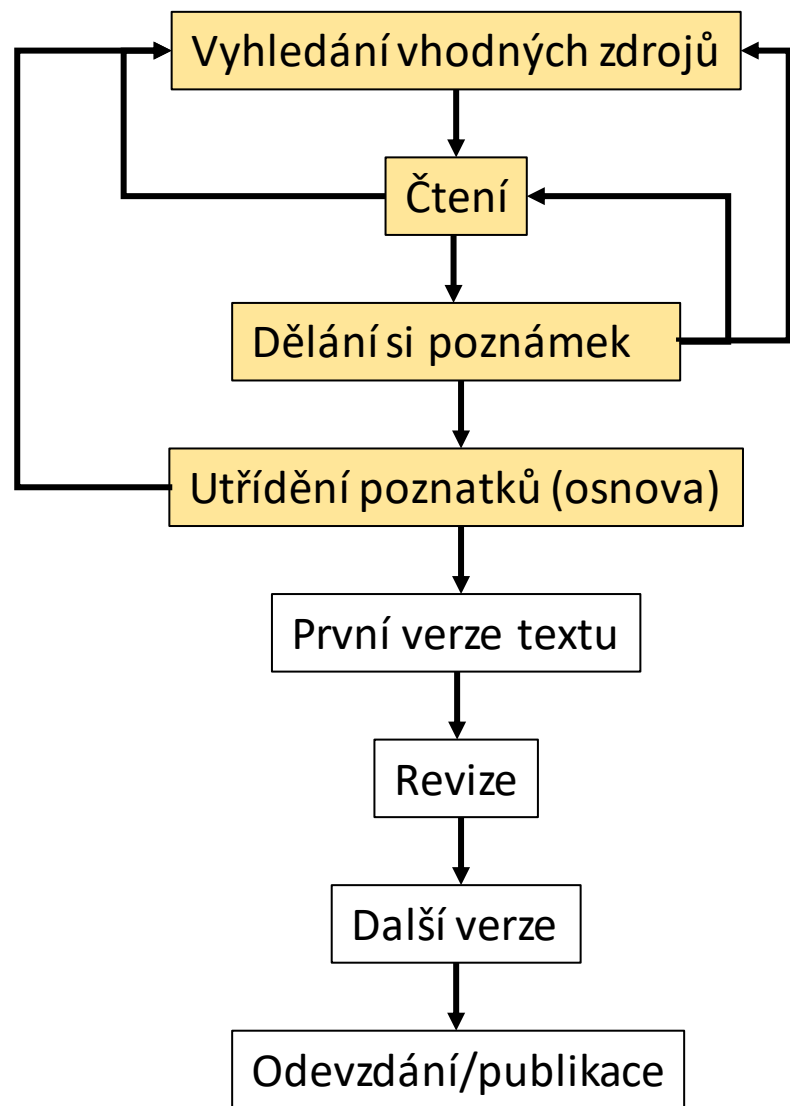 Vyhledání vhodných zdrojů
Čtení
Dělání si poznámek
Utřídění poznatků (osnova)
První verze textu
Revize
Další verze
Odevzdání/publikace